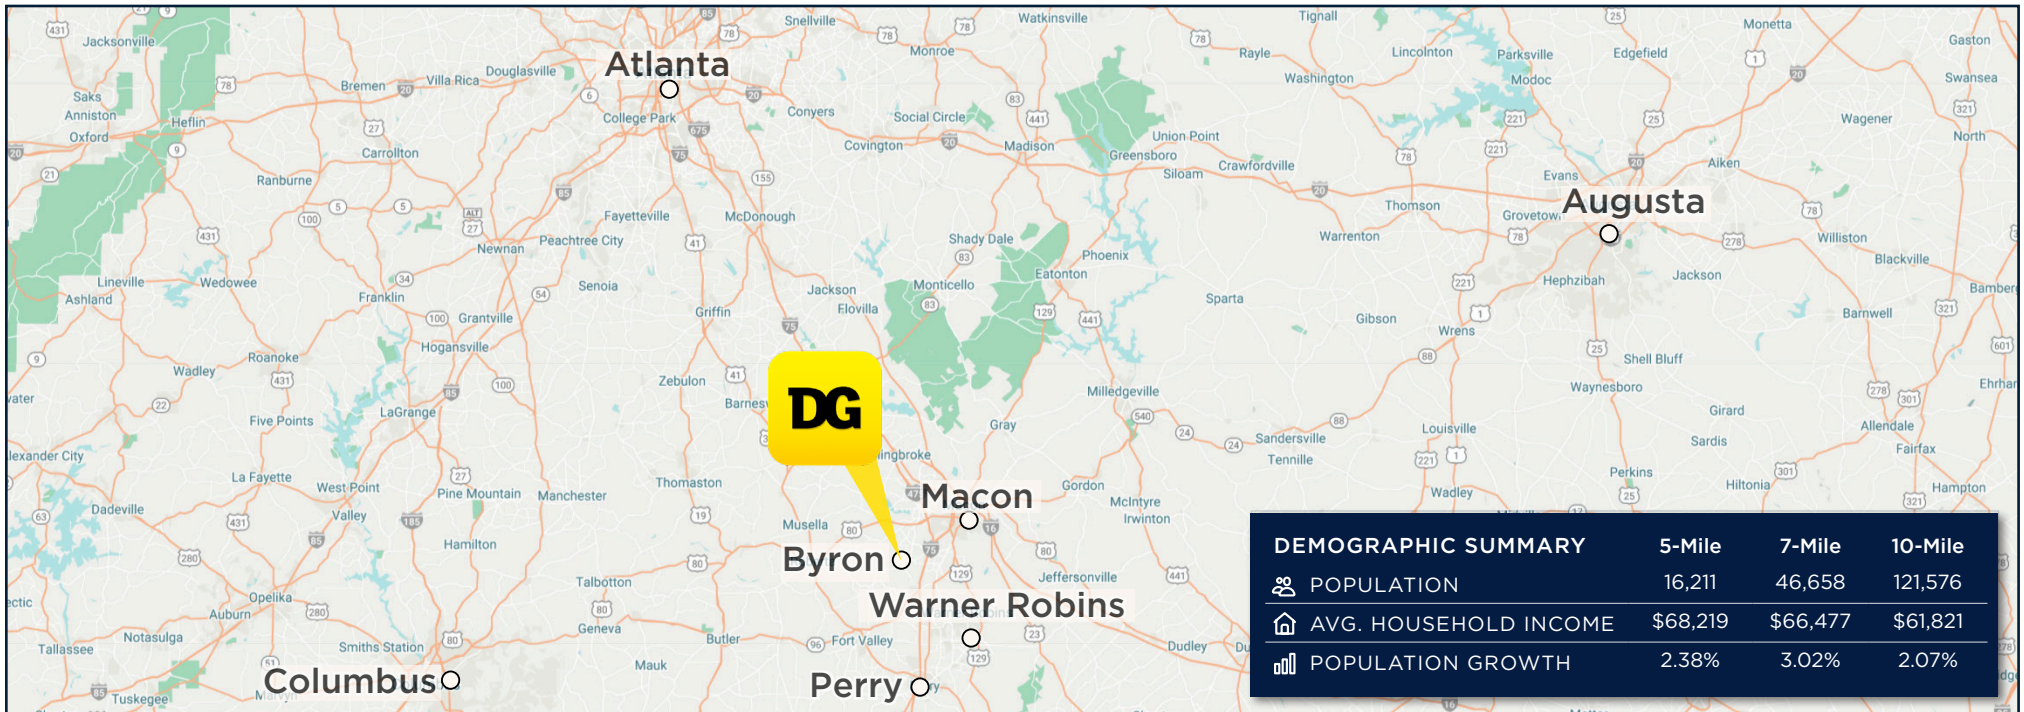 Atlanta
Augusta
DG
Macon
Byron
Warner Robins
Columbus
Perry
DEMOGRAPHIC SUMMARY 5-Mile 7-Mile 10-Mile
POPULATION 16,211 46,658 121,576
AVG. HOUSEHOLD INCOME $68,219 $66,477 $61,821
POPULATION GROWTH 2.38% 3.02% 2.07%
Jacksonville
Snellville
Watkinsville
Tignall
Monetta
Gaston
Monroe
Rayle
Lincolnton
Parksville
Edgefield
Villa Rica
Douglasville
Bremen
Washington
Modoc
Swansea
Saks
Anniston
Oxford
Heflin
College Park
Conyers
Social Circle
Wagener
North
Carrollton
Covington
Madison
Union Point
Greensboro
Crawfordville
Siloam
Aiken
Evans
Ranburne
Thomson
Grovetown
Fayetteville
McDonough
Newnan
Peachtree City
Shady Dale
Warrenton
Williston
Phoenix
Blackville
Lineville
Wedowee
Ashland
Franklin
Senoia
Jackson
Monticello
Eatonton
Hephzibah
Jackson
Sparta
Flovilla
Griffin
Grantville
Gibson
Wrens
Barnwell
Hogansville
Roanoke
Wadley
Shell Bluff
Zebulon
Milledgeville
Waynesboro
LaGrange
Five Points
Gray
Louisville
Girard
Sardis
Allendale
Fairfax
Sandersville
Tennille
La Fayette
West Point
Pine Mountain
Manchester
Thomaston
Gordon
McIntyre
Irwinton
Wadley
Perkins
Hiltonia
Hampton
Dadeville
Valley
Hamilton
Musella
Talbotton
Jeffersonville
Opelika
Auburn
Geneva
Butler
Fort Valley
Notasulga
Tallassee
Smiths Station
Mauk
Dudley
Tuskegee